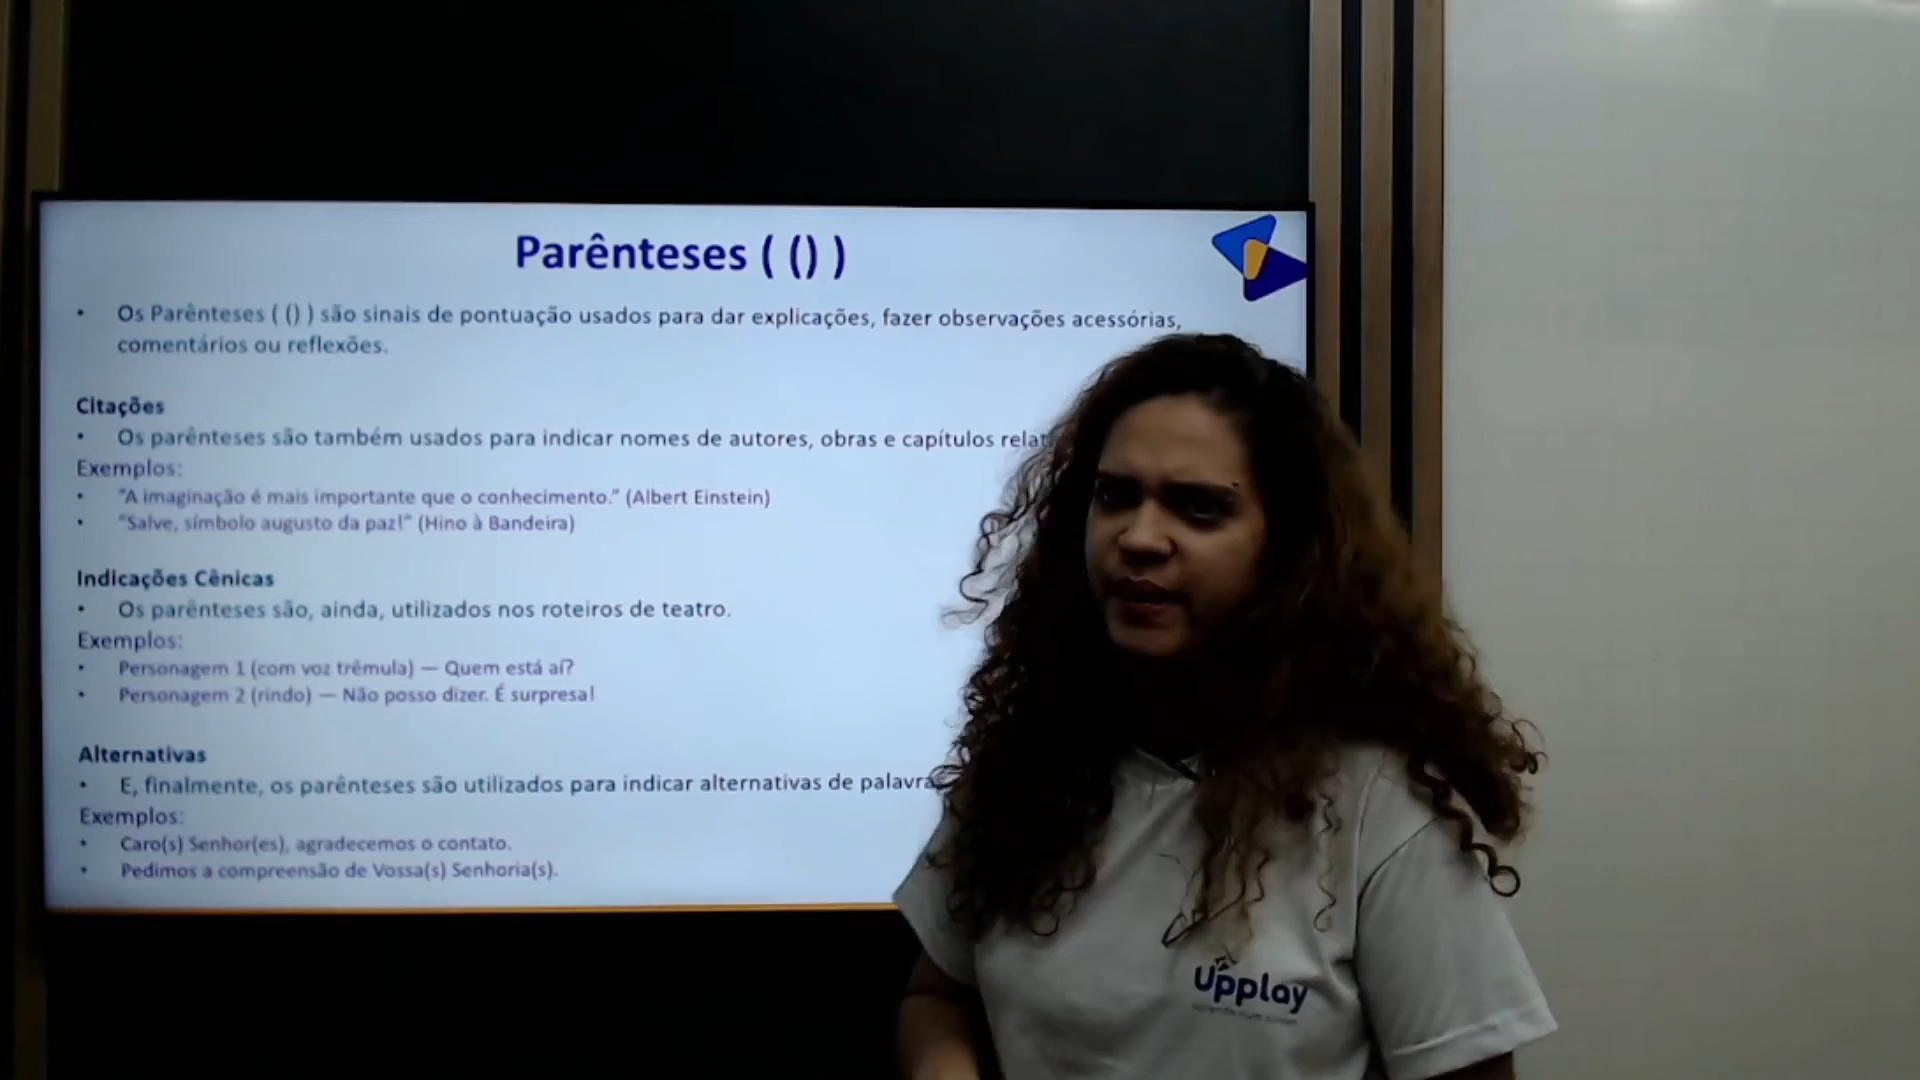 Parênteses ( () )
• Os Parênteses ( () ) são sinais de pontuação usados para dar explicações, fazer observações acessórias,
comentários ou reflexões.
Citações
• Os parênteses são também usados para indicar nomes de autores, obras e capítulos
Exemplos:
• “A imaginação é mais importante que o conhecimento.” (Albert Einstein)
• “Salve, símbolo augusto da paz!” (Hino à Bandeira)
Indicações Cênicas
• Os parênteses são, ainda, utilizados nos roteiros de teatro.
Exemplos:
• Personagem 1 (com voz trêmula) — Quem está aí?
• Personagem 2 (rindo) — Não posso dizer. É surpresa!
Alternativas
• E, finalmente, os parênteses são utilizados para indicar alternativas de palavra
Exemplos:
• Caro(s) Senhor(es), agradecemos o contato.
• Pedimos a compreensão de Vossa(s) Senhoria(s).
Upplay